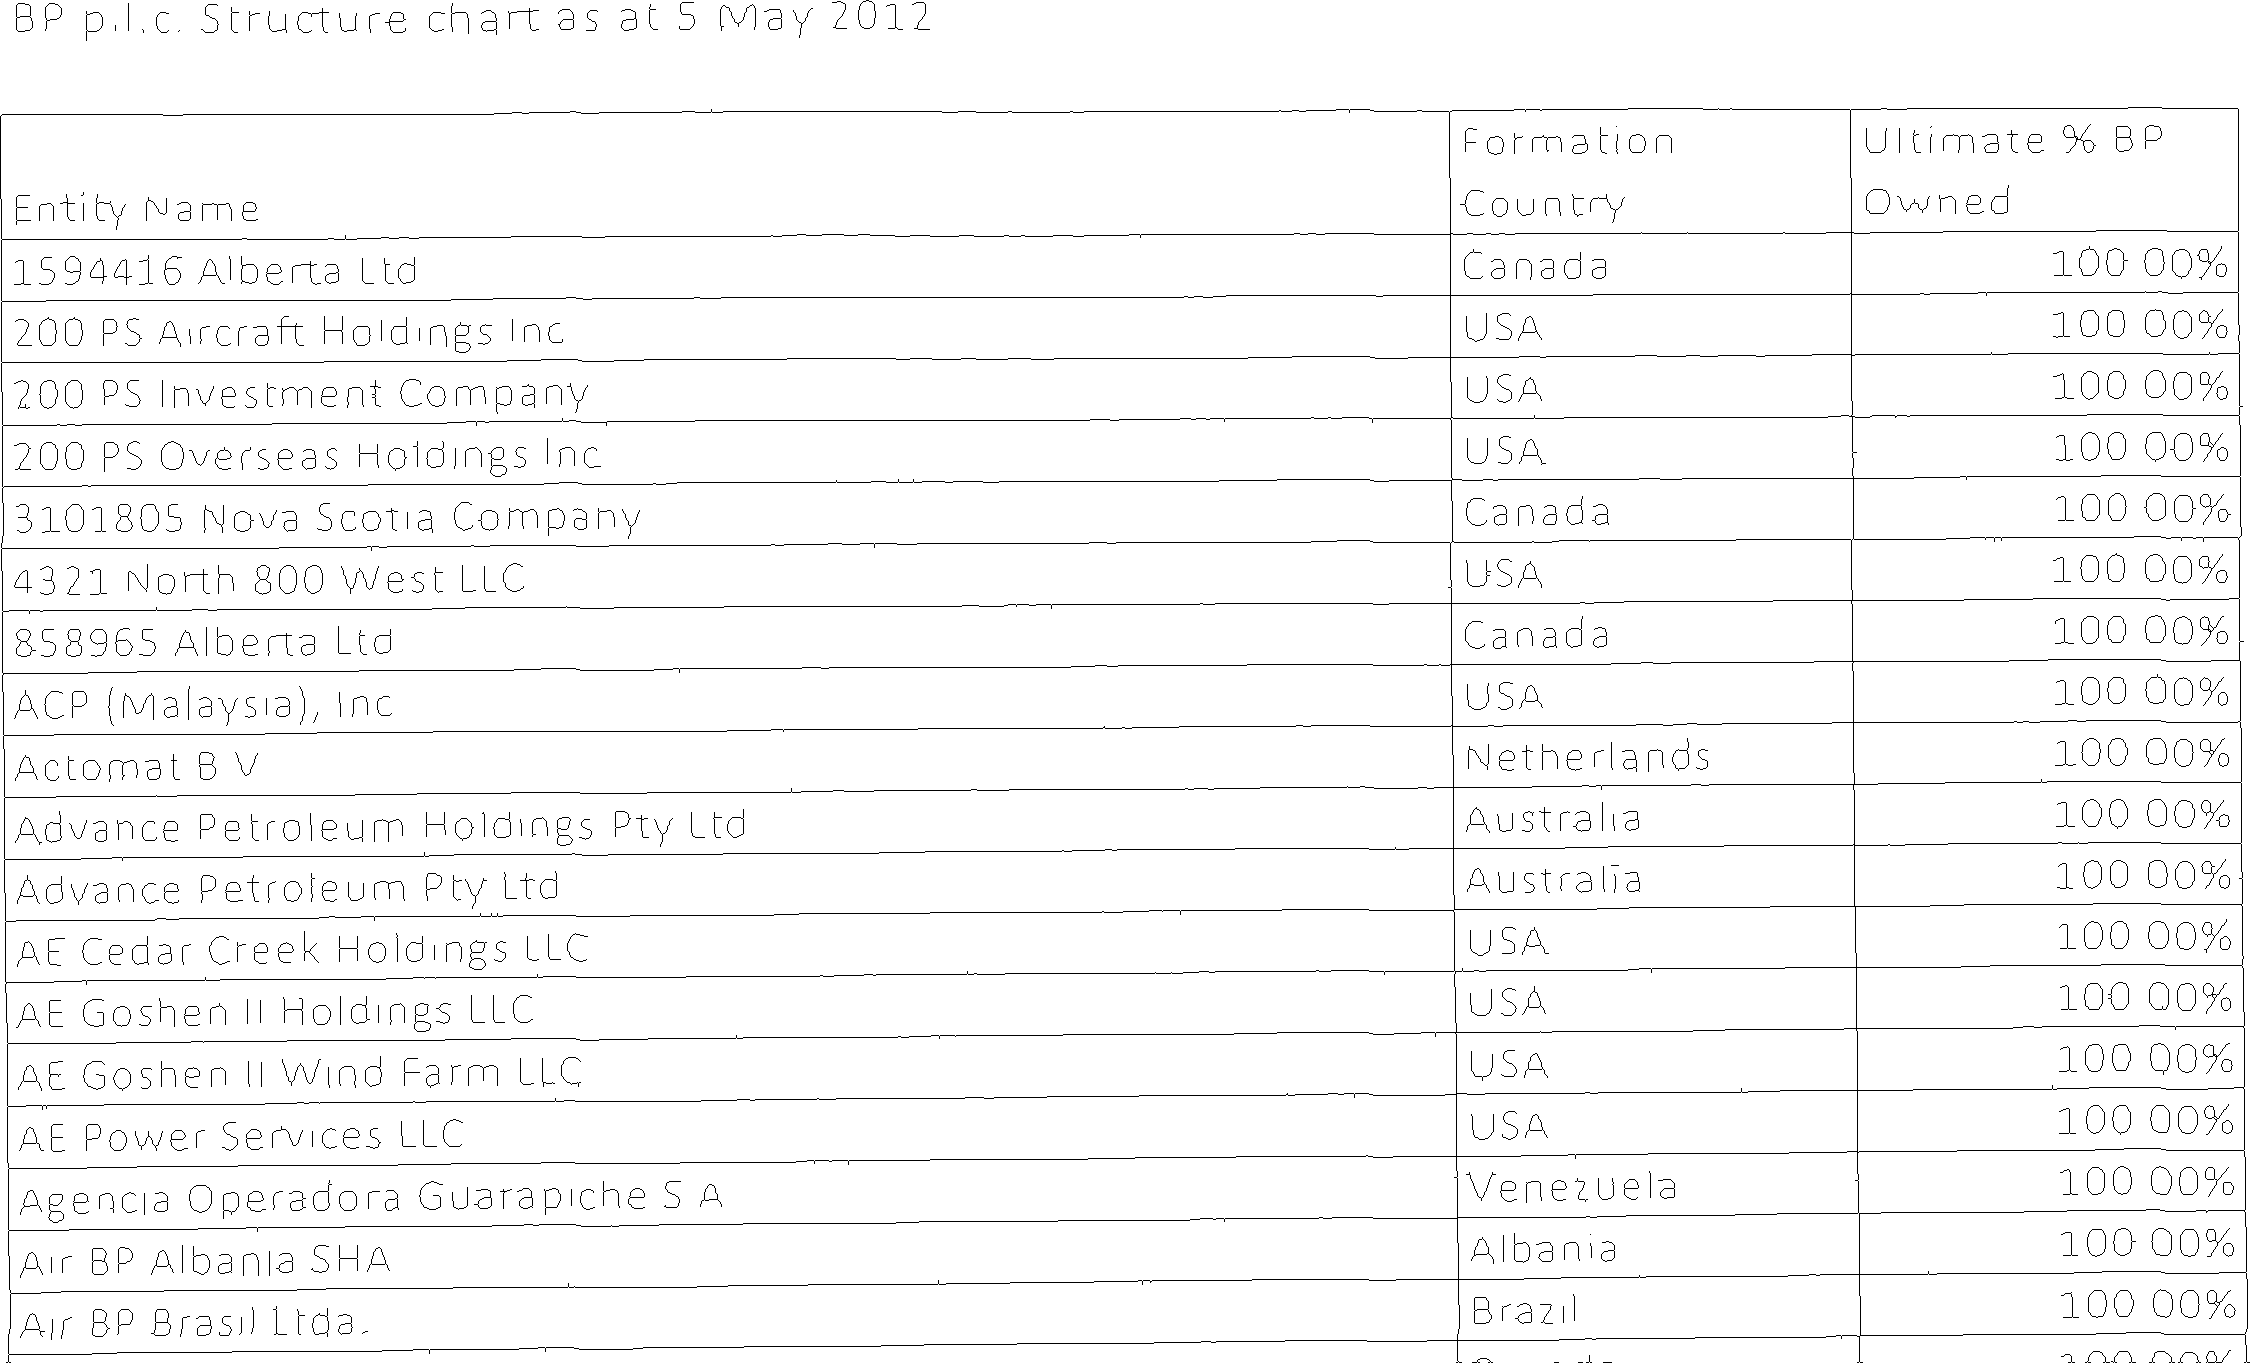 BP p.l.c. Structure chart as at 5 May 2012
Entity Name Formation Country Ultimate % BP Owned
1594416 Alberta Ltd Canada 100 00%
200 PS Aircraft Holdings Inc USA 100 00%
200 PS Investment Company USA 100 00%
200 PS Overseas Holdings Inc USA 100 00%
3101805 Nova Scotia Company Canada 100 00%
4321 North 800 West LLC USA 100 00%
858965 Alberta Ltd Canada 100 00%
ACP (Malaysia), Inc USA 100 00%
Actomat B V Netherlands 100 00%
Advance Petroleum Holdings Pty Ltd Australia 100 00%
Advance Petroleum Pty Ltd Australia 100 00%
AE Cedar Creek Holdings LLC USA 100 00%
AE Goshen II Holdings LLC USA 100 00%
AE Goshen II Wind Farm LLC USA 100 00%
AE Power Services LLC USA 100 00%
Agencia Operadora Guarapiche S A Venezuela 100 00%
Air BP Albania SHA Albania 100 00%
Air BP Brasil Ltda. Brazil 100 00%